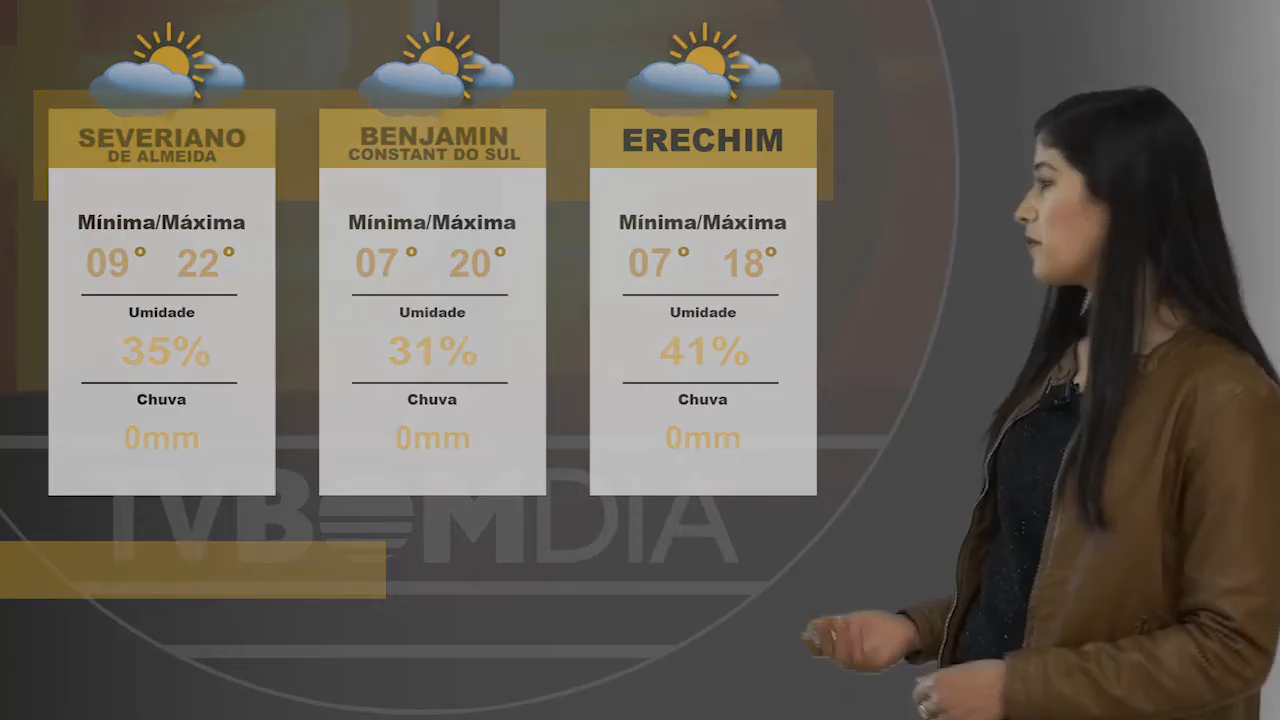 SEVERIANO
DE ALMEIDA
Mínima/Máxima
09° 22°
Umidade
35%
Chuva
0mm
BENJAMIN
CONSTANT DO SUL
Mínima/Máxima
07° 20°
Umidade
31%
Chuva
0mm
ERECHIM
Mínima/Máxima
07° 18°
Umidade
41%
Chuva
0mm
TVBOMDIA